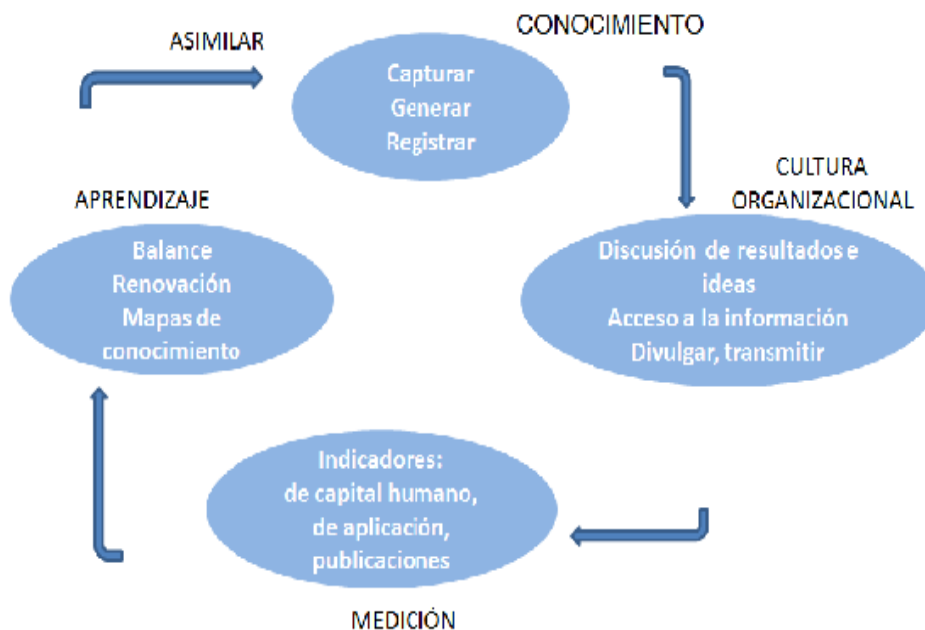 ASIMILAR
CONOCIMIENTO
Capturar
Generar
Registrar
CULTURA
ORGANIZACIONAL
Discusión de resultados e
ideas
Acceso a la información
Divulgar, transmitir
APRENDIZAJE
Balance
Renovación
Mapas de
conocimiento
Indicadores:
de capital humano,
de aplicación,
publicaciones
MEDICIÓN